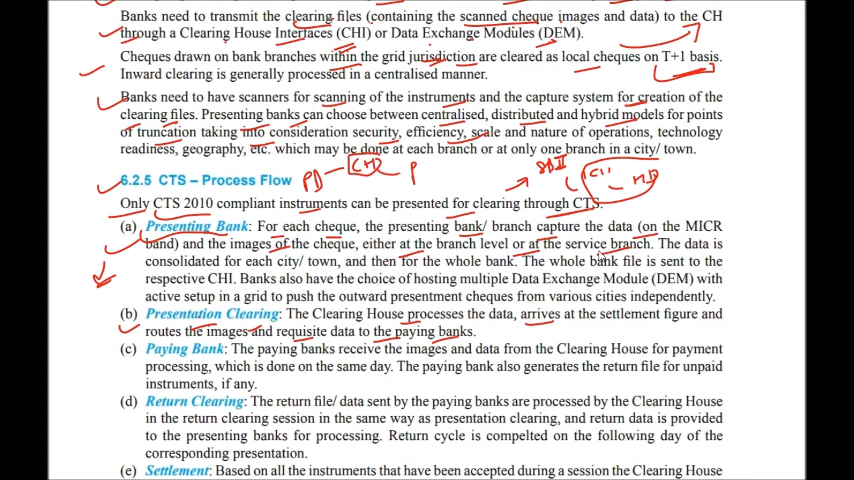 Banks need to transmit the clearing files (containing the scanned cheque images and data) to the CH
through a Clearing House Interfaces (CHI) or Data Exchange Modules (DEM).
Cheques drawn on bank branches within the grid jurisdiction are cleared as local cheques on T+1 basis.
Inward clearing is generally processed in a centralised manner.
Banks need to have scanners for scanning of the instruments and the capture system for creation of the
clearing files. Presenting banks can choose between centralised, distributed and hybrid models for points
of truncation taking into consideration security, efficiency, scale and nature of operations, technology
readiness, geography, etc. which may be done at each branch or at only one branch in a city/ town.
6.2.5 CTS – Process Flow
Only CTS 2010 compliant instruments can be presented for clearing through CTS.
(a) Presenting Bank: For each cheque, the presenting bank/ branch capture the data (on the MICR
band) and the images of the cheque, either at the branch level or at the service branch. The data is
consolidated for each city/ town, and then for the whole bank. The whole bank file is sent to the
respective CHI. Banks also have the choice of hosting multiple Data Exchange Module (DEM) with
active setup in a grid to push the outward presentment cheques from various cities independently.
(b) Presentation Clearing: The Clearing House processes the data, arrives at the settlement figure and
routes the images and requisite data to the paying banks.
(c) Paying Bank: The paying banks receive the images and data from the Clearing House for payment
processing, which is done on the same day. The paying bank also generates the return file for unpaid
instruments, if any.
(d) Return Clearing: The return file/ data sent by the paying banks are processed by the Clearing House
in the return clearing session in the same way as presentation clearing, and return data is provided
to the presenting banks for processing. Return cycle is compelted on the following day of the
corresponding presentment.
(e) Settlement: Based on all the instruments that have been accepted during a session the Clearing House